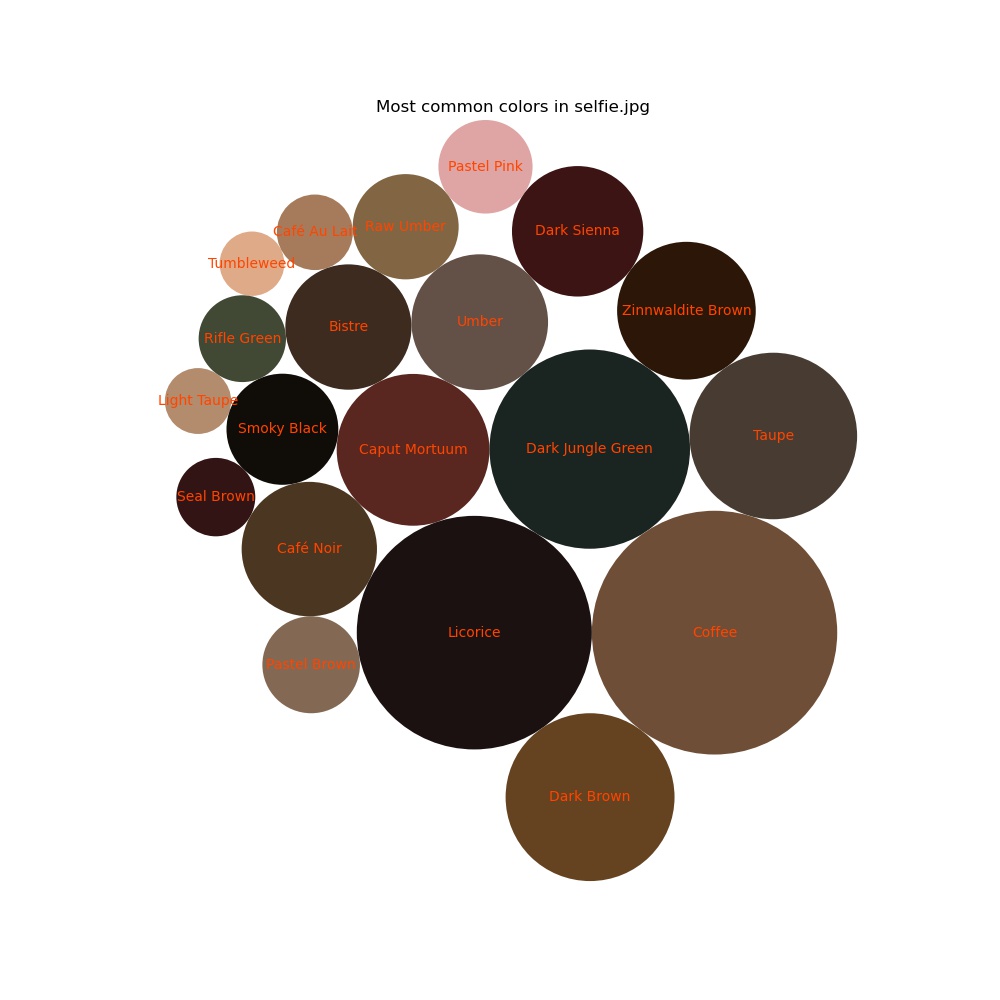 Most common colors in selfie.jpg
Pastel Pink
Café Au Lait
Raw Umber
Dark Sienna
Tumbleweed
Zinnwaldite Brown
Rifle Green
Bistre
Umber
Light Taupe
Smoky Black
Caput Mortuum
Dark Jungle Green
Taupe
Seal Brown
Café Noir
Licorice
Coffee
Pastel Brown
Dark Brown